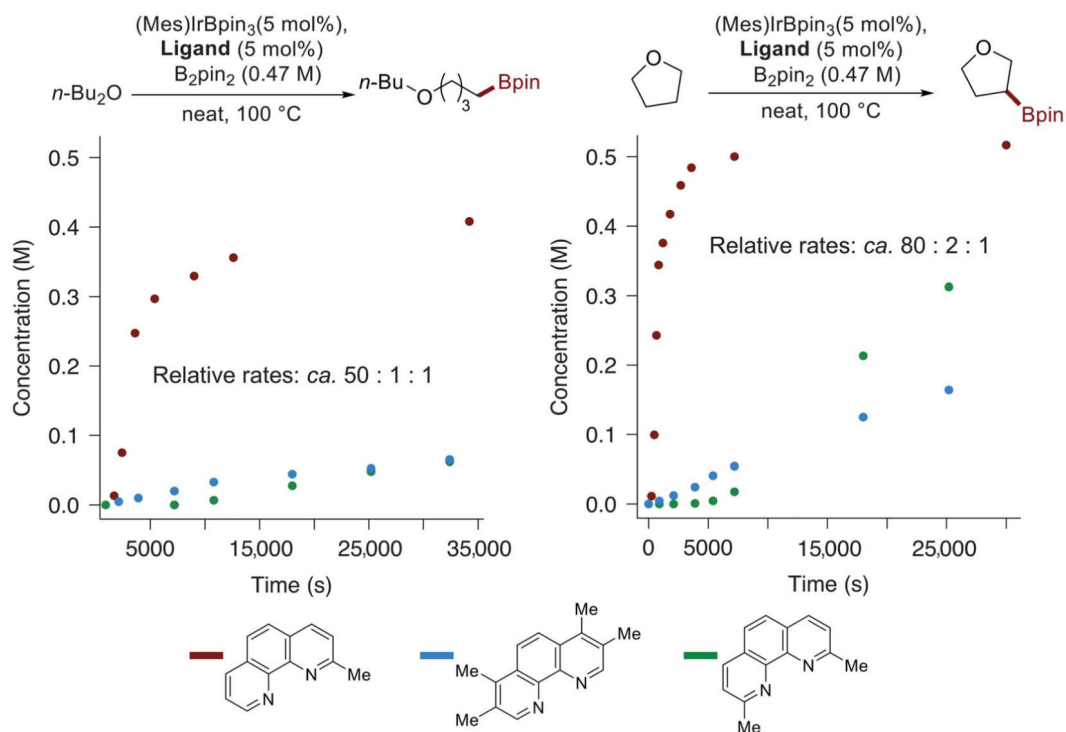 (Mes)IrBpin₃(5 mol%),
Ligand (5 mol%)
B₂pin₂ (0.47 M)
n-Bu₂O
neat, 100 °C
n-Bu
O
( )₃
Bpin
(Mes)IrBpin₃(5 mol%),
Ligand (5 mol%)
B₂pin₂ (0.47 M)
O
neat, 100 °C
O
Bpin
Concentration (M)
0.5
0.4
0.3
0.2
0.1
0.0
Relative rates: ca. 50 : 1 : 1
5000
15,000
25,000
35,000
Time (s)
Concentration (M)
0.5
0.4
0.3
0.2
0.1
0.0
Relative rates: ca. 80 : 2 : 1
0
5000
15,000
25,000
Time (s)
N
N
Me
Me
Me
Me
Me
N
N
N
N
Me
Me